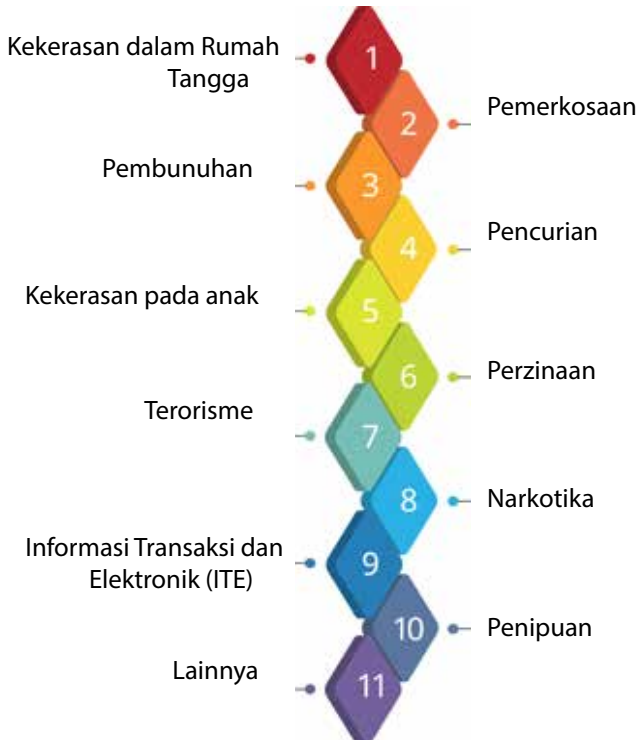 Kekerasan dalam Rumah
Tangga
1
2
Pemerkosaan
Pembunuhan
3
4
Pencurian
Kekerasan pada anak
5
6
Perzinaan
Terorisme
7
8
Narkotika
Informasi Transaksi dan
Elektronik (ITE)
9
10
Penipuan
Lainnya
11